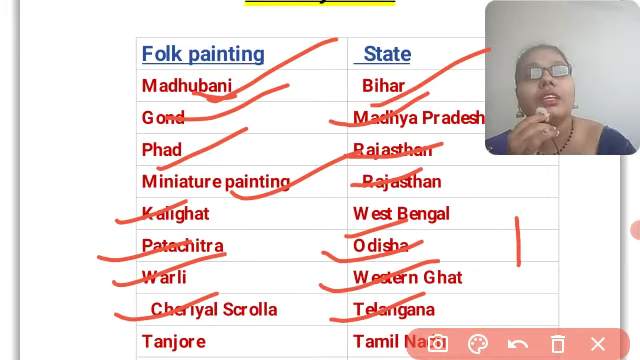 Folk painting State
Madhubani Bihar
Gond Madhya Pradesh
Phad Rajasthan
Miniature painting Rajasthan
Kalighat West Bengal
Patachitra Odisha
Warli Western Ghat
Cheriyal Scrolla Telangana
Tanjore Tamil